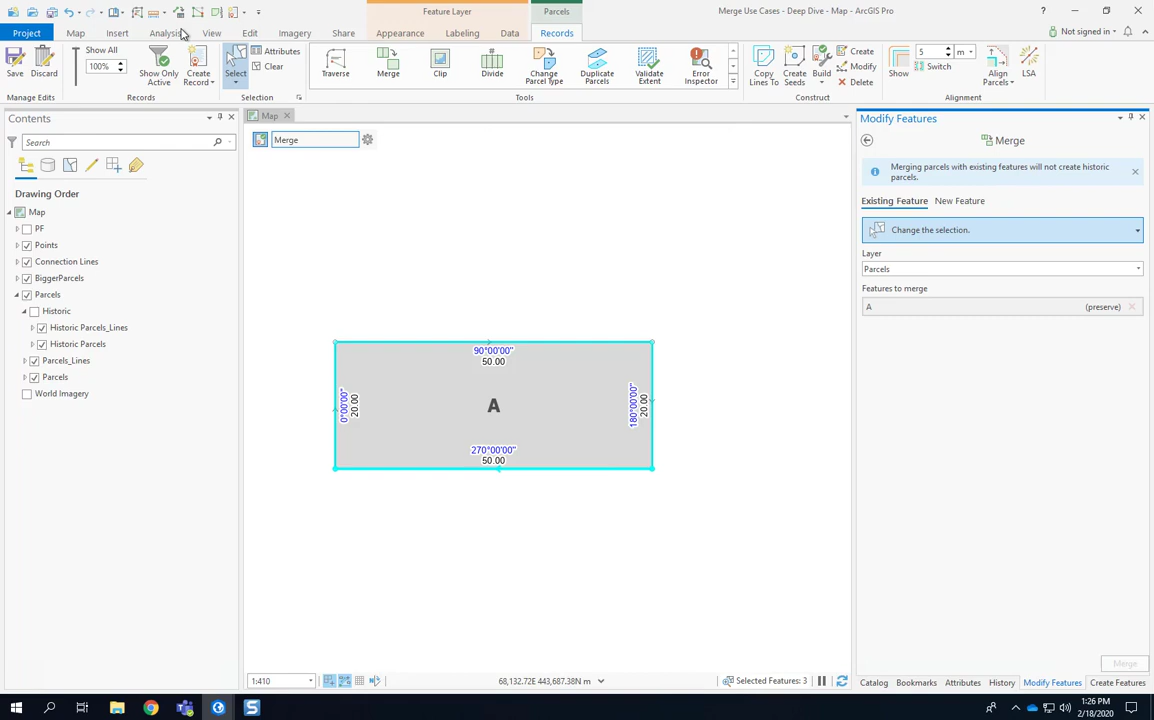 Feature Layer
Parcels
Merge Use Cases - Deep Dive - Map - ArcGIS Pro
?
Project
Map
Insert
Analysis
View
Edit
Imagery
Share
Appearance
Labeling
Data
Records
Not signed in
Save
Discard
Show All
100%
Show Only
Active
Create
Record
Select
Attributes
Clear
Traverse
Merge
Clip
Divide
Change
Parcel Type
Duplicate
Parcels
Validate
Extent
Error
Inspector
Copy
Lines To
Create
Seeds
Build
Create
Modify
Delete
Show
5
m
Switch
Align
Parcels
LSA
Manage Edits
Records
Selection
Tools
Construct
Alignment
Contents
Search
Drawing Order
Map
PF
Points
Connection Lines
BiggerParcels
Parcels
Historic
Historic Parcels_Lines
Historic Parcels
Parcels_Lines
Parcels
World Imagery
Map
Merge
90°00'00"
50.00
0°00'00"
20.00
A
180°00'00"
20.00
270°00'00"
50.00
1:410
68,132.72E 443,687.38N m
Selected Features: 3
Modify Features
Merge
Merging parcels with existing features will not create historic
parcels.
Existing Feature
New Feature
Change the selection.
Layer
Parcels
Features to merge
A
(preserve)
Merge
Catalog
Bookmarks
Attributes
History
Modify Features
Create Features
1:26 PM
2/18/2020